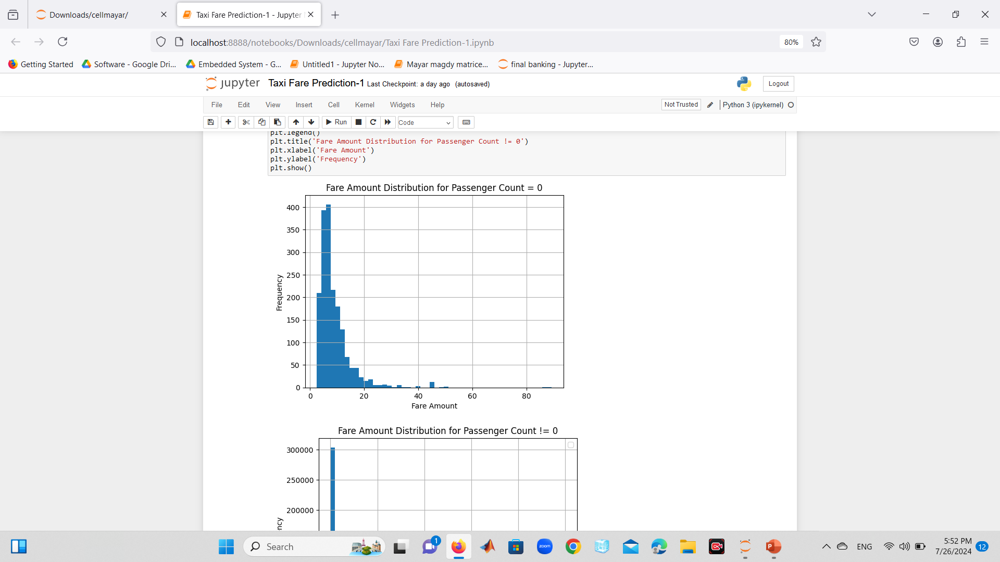 Downloads/cellmayar/
Taxi Fare Prediction-1 - Jupyter
localhost:8888/notebooks/Downloads/cellmayar/Taxi Fare Prediction-1.ipynb
80%
Getting Started
Software - Google Dri...
Embedded System - G...
Untitled1 - Jupyter No...
Mayar magdy matrice...
final banking - Jupyter...
jupyter
Taxi Fare Prediction-1 Last Checkpoint: a day ago (autosaved)
Logout
File Edit View Insert Cell Kernel Widgets Help
Not Trusted
Python 3 (ipykernel)
Run
Code
plt.legend()
plt.title('Fare Amount Distribution for Passenger Count != 0')
plt.xlabel('Fare Amount')
plt.ylabel('Frequency')
plt.show()
Fare Amount Distribution for Passenger Count = 0
400
350
300
250
200
150
100
50
0
Frequency
0 20 40 60 80
Fare Amount
Fare Amount Distribution for Passenger Count != 0
300000
250000
200000
ncy
Search
1
zoom
P
ENG
5:52 PM
7/26/2024
12